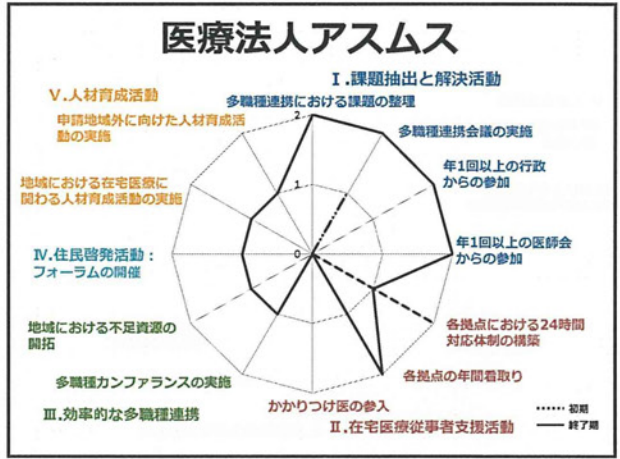 医療法人アスムス
Ⅰ.課題抽出と解決活動
多職種連携における課題の整理
多職種連携会議の実施
年1回以上の行政
からの参加
年1回以上の医師会
からの参加
各拠点における24時間
対応体制の構築
各拠点の年間看取り
かかりつけ医の参入
Ⅱ.在宅医療従事者支援活動
Ⅲ.効率的な多職種連携
多職種カンファランスの実施
地域における不足資源の
開拓
Ⅳ.住民啓発活動：
フォーラムの開催
地域における在宅医療に
関わる人材育成活動の実施
Ⅴ.人材育成活動
申請地域外に向けた人材育成活
動の実施
2
1
0
初期
終了期